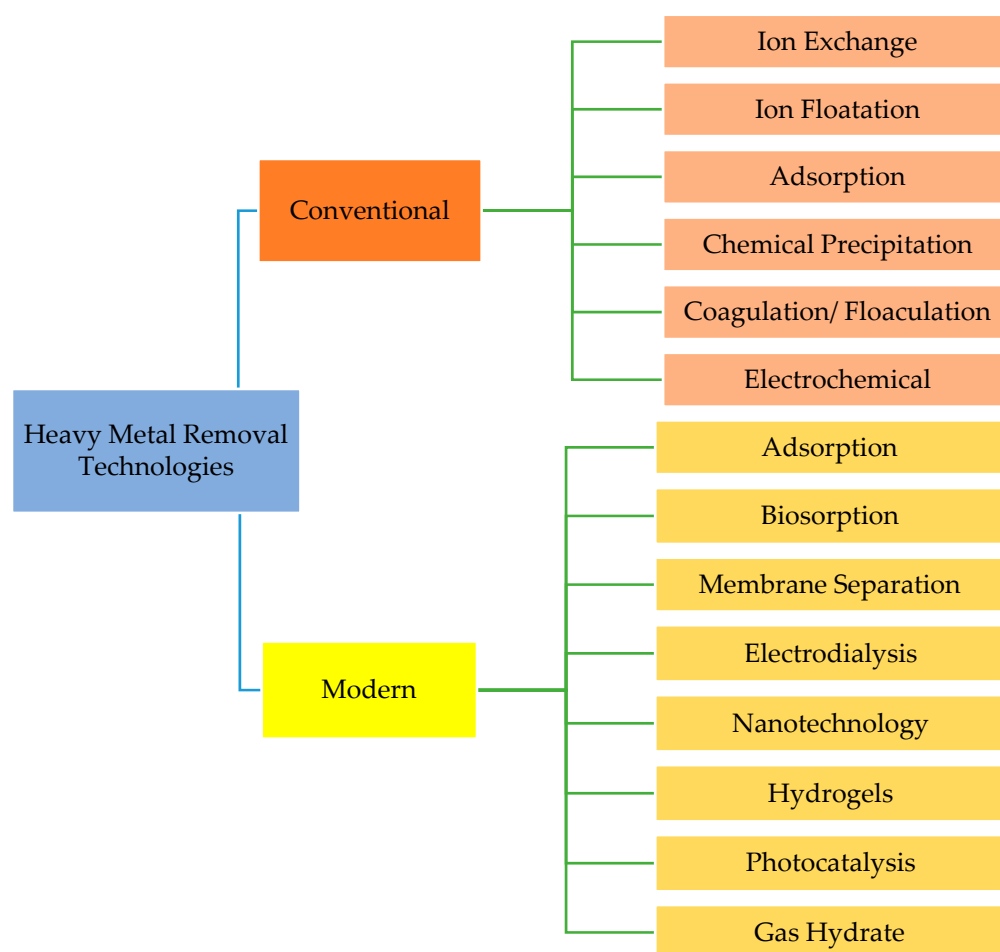 Heavy Metal Removal
Technologies
Conventional
Ion Exchange
Ion Floatation
Adsorption
Chemical Precipitation
Coagulation/ Floaculation
Electrochemical
Modern
Adsorption
Biosorption
Membrane Separation
Electrodialysis
Nanotechnology
Hydrogels
Photocatalysis
Gas Hydrate